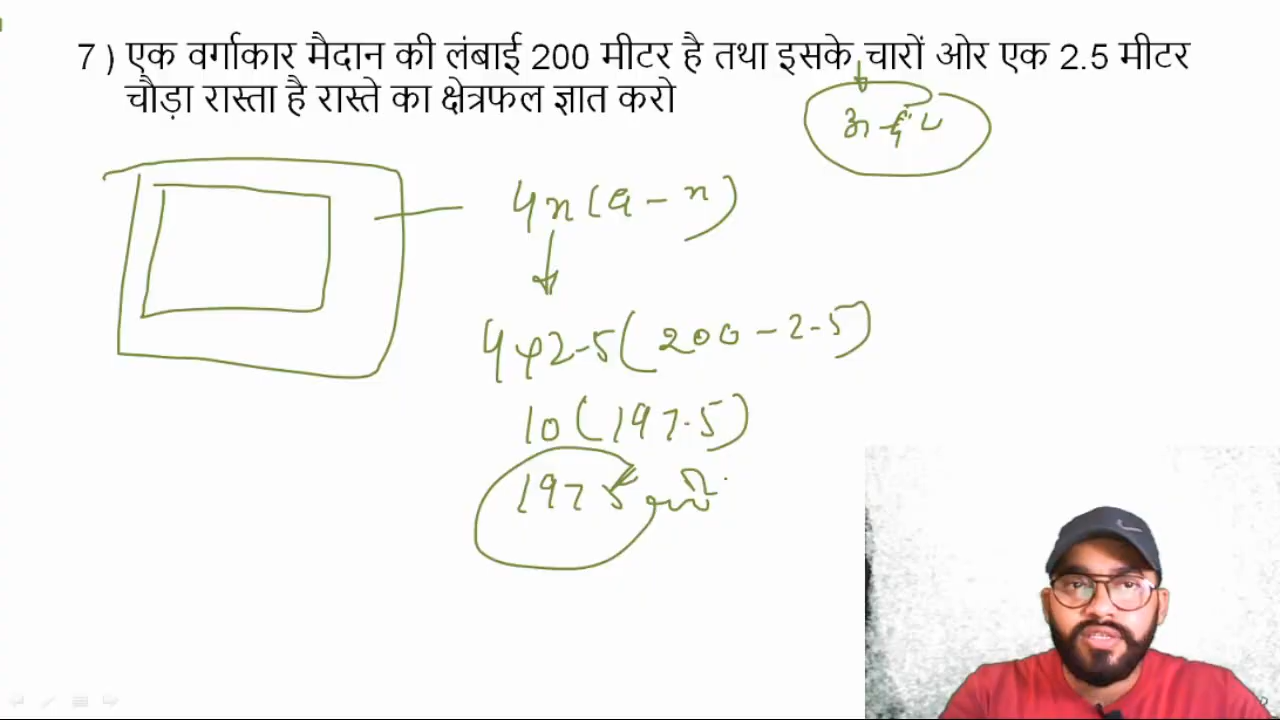 7 ) एक वर्गाकार मैदान की लंबाई 200 मीटर है तथा इसके चारों ओर एक 2.5 मीटर
चौड़ा रास्ता है रास्ते का क्षेत्रफल ज्ञात करो
4x(a-x)
4×2.5(200-2.5)
10(197.5)
1975